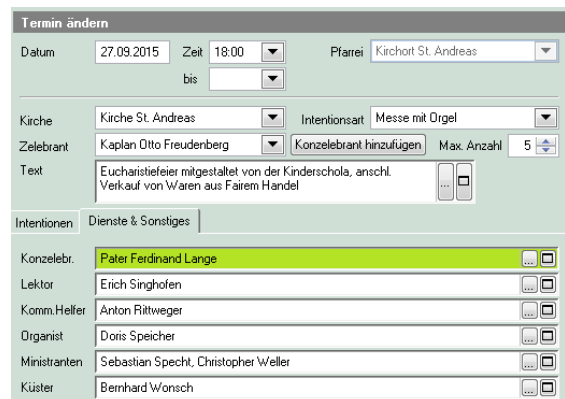 Termin ändern
Datum 27.09.2015 Zeit 18:00 Pfarrei Kirchort St. Andreas
bis
Kirche Kirche St. Andreas Intentionsart Messe mit Orgel
Zelebrant Kaplan Otto Freudenberg Konzelebrant hinzufügen Max. Anzahl 5
Text Eucharistiefeier mitgestaltet von der Kinderschola, anschl.
Verkauf von Waren aus Fairem Handel ...
Intentionen Dienste & Sonstiges
Konzelebr. Pater Ferdinand Lange ...
Lektor Erich Singhofen ...
Komm.Helfer Anton Rittweger ...
Organist Doris Speicher ...
Ministranten Sebastian Specht, Christopher Weller ...
Küster Bernhard Wonsch ...